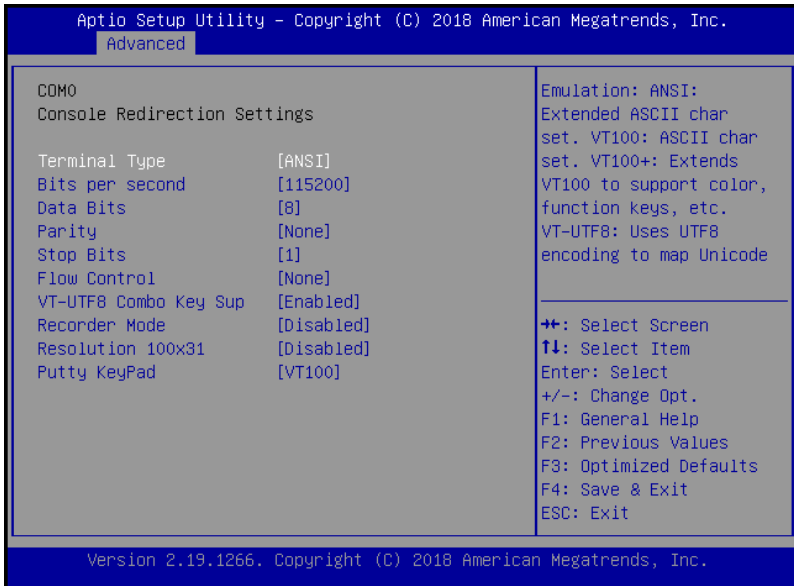 Aptio Setup Utility – Copyright (C) 2018 American Megatrends, Inc.
Advanced
COM0
Console Redirection Settings
Terminal Type [ANSI]
Bits per second [115200]
Data Bits [8]
Parity [None]
Stop Bits [1]
Flow Control [None]
VT-UTF8 Combo Key Sup [Enabled]
Recorder Mode [Disabled]
Resolution 100x31 [Disabled]
Putty KeyPad [VT100]
Emulation: ANSI:
Extended ASCII char
set. VT100: ASCII char
set. VT100+: Extends
VT100 to support color,
function keys, etc.
VT-UTF8: Uses UTF8
encoding to map Unicode
→←: Select Screen
↑↓: Select Item
Enter: Select
+/-: Change Opt.
F1: General Help
F2: Previous Values
F3: Optimized Defaults
F4: Save & Exit
ESC: Exit
Version 2.19.1266. Copyright (C) 2018 American Megatrends, Inc.